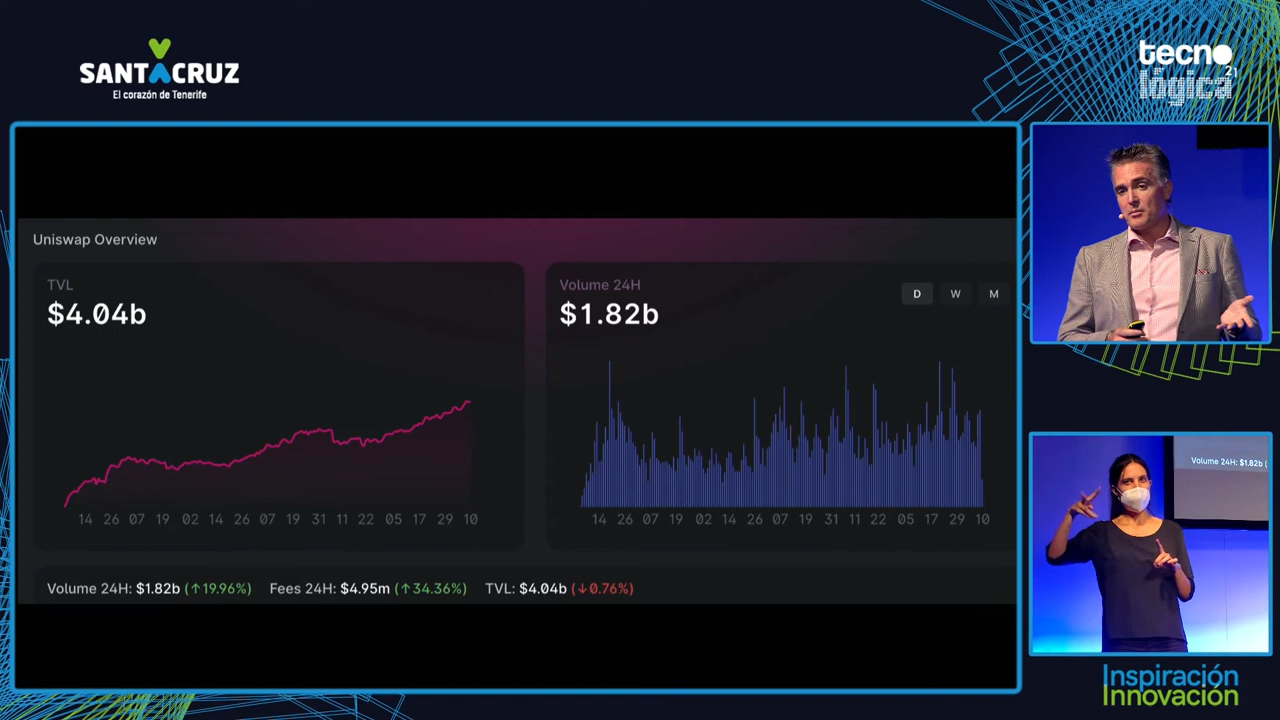 SANTACRUZ
El corazón de Tenerife
tecno
lógica
21
Uniswap Overview
TVL
$4.04b
14 26 07 19 02 14 26 07 19 31 11 22 05 17 29 10
Volume 24H
$1.82b
D W M
14 26 07 19 02 14 26 07 19 31 11 22 05 17 29 10
Volume 24H: $1.82b (↑19.96%) Fees 24H: $4.95m (↑34.36%) TVL: $4.04b (↓0.76%)
Volume 24H: $1.82b (
Inspiración
Innovación